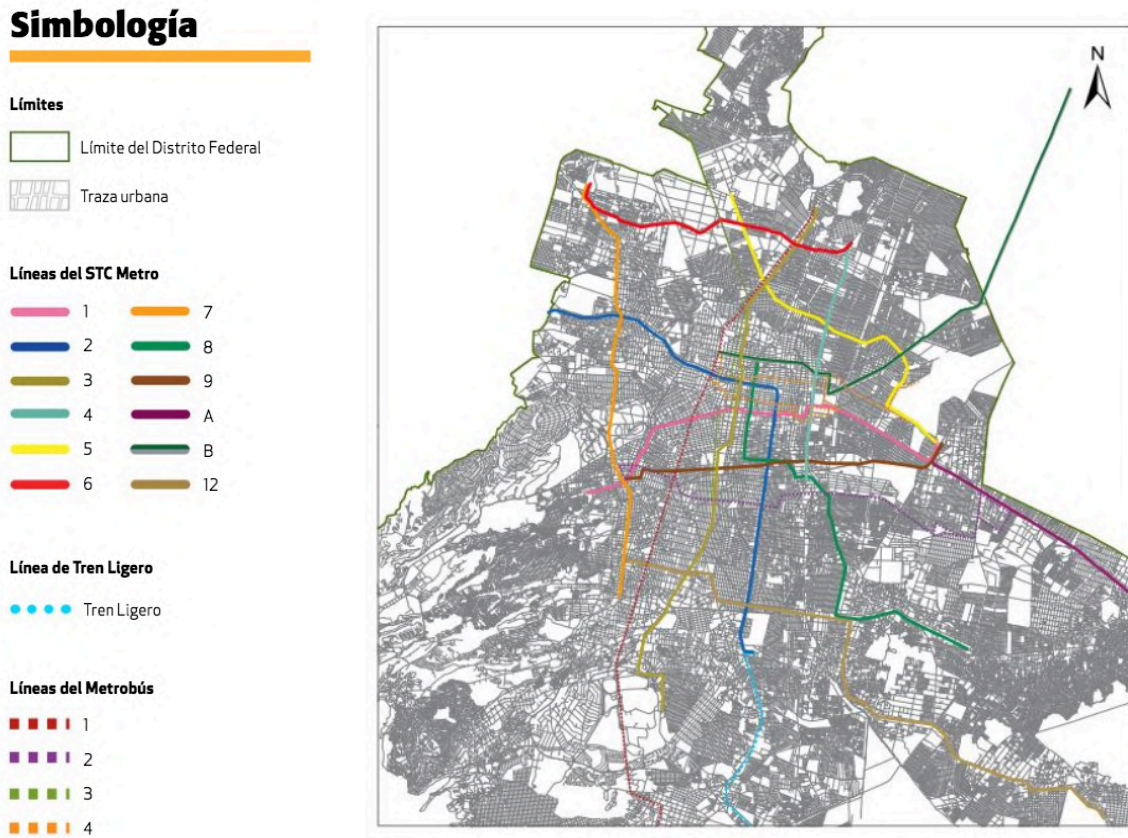 Simbología
Límites
Límite del Distrito Federal
Traza urbana
Líneas del STC Metro
1
7
2
8
3
9
4
A
5
B
6
12
Línea de Tren Ligero
Tren Ligero
Líneas del Metrobús
1
2
3
4
N